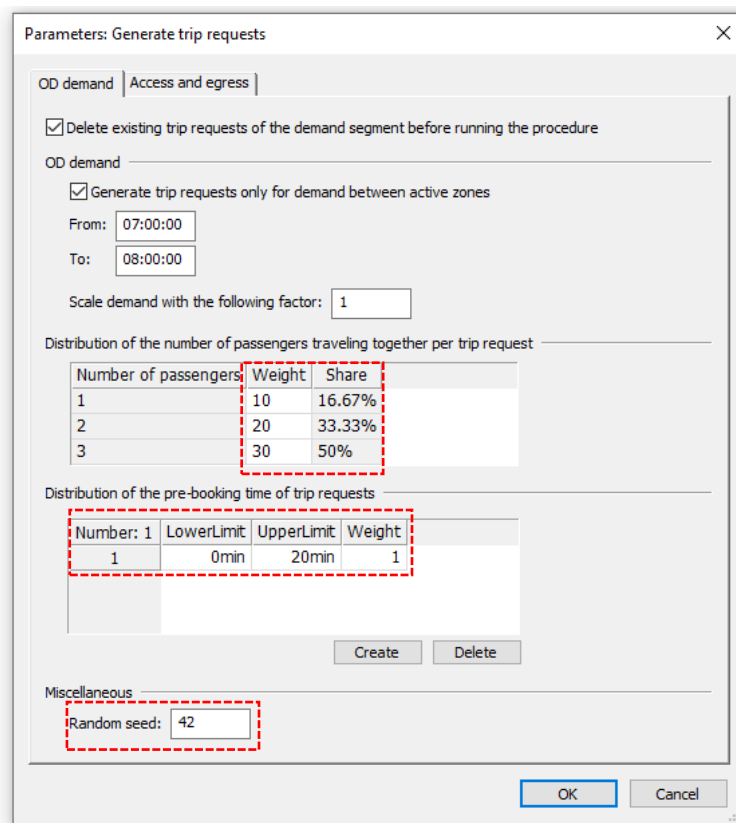 Parameters: Generate trip requests
OD demand Access and egress
Delete existing trip requests of the demand segment before running the procedure
OD demand
Generate trip requests only for demand between active zones
From: 07:00:00
To: 08:00:00
Scale demand with the following factor: 1
Distribution of the number of passengers traveling together per trip request
Number of passengers Weight Share
1 10 16.67%
2 20 33.33%
3 30 50%
Distribution of the pre-booking time of trip requests
Number: 1 LowerLimit UpperLimit Weight
1 0min 20min 1
Create Delete
Miscellaneous
Random seed: 42
OK Cancel